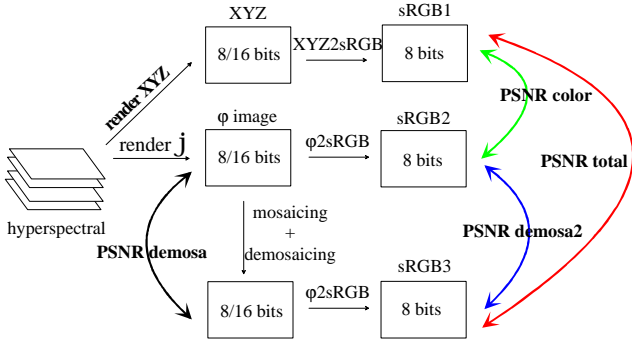 XYZ
sRGB1
8/16 bits
XYZ2sRGB
8 bits
render XYZ
PSNR color
φ image
sRGB2
render j
8/16 bits
φ2sRGB
8 bits
PSNR total
hyperspectral
mosaicing
+
demosaicing
PSNR demosa
PSNR demosa2
sRGB3
8/16 bits
φ2sRGB
8 bits